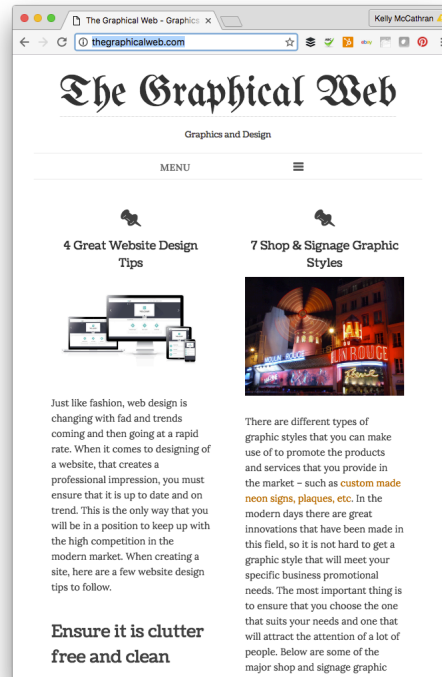 The Graphical Web - Graphics
Kelly McCathran
thegraphicalweb.com
ebay
The Graphical Web
Graphics and Design
MENU
4 Great Website Design
Tips
Just like fashion, web design is
changing with fad and trends
coming and then going at a rapid
rate. When it comes to designing of
a website, that creates a
professional impression, you must
ensure that it is up to date and on
trend. This is the only way that you
will be in a position to keep up with
the high competition in the
modern market. When creating a
site, here are a few website design
tips to follow.
Ensure it is clutter
free and clean
7 Shop & Signage Graphic
Styles
MOULIN ROUGE
LIN ROUGE
There are different types of
graphic styles that you can make
use of to promote the products
and services that you provide in
the market – such as custom made
neon signs, plaques, etc. In the
modern days there are great
innovations that have been made in
this field, so it is not hard to get a
graphic style that will meet your
specific business promotional
needs. The most important thing is
to ensure that you choose the one
that suits your needs and one that
will attract the attention of a lot of
people. Below are some of the
major shop and signage graphic